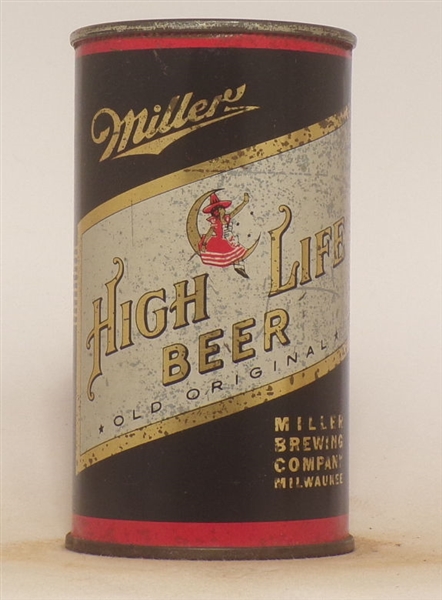 Miller
HIGH LIFE
BEER
OLD ORIGINAL
MILLER
BREWING
COMPANY
MILWAUKEE